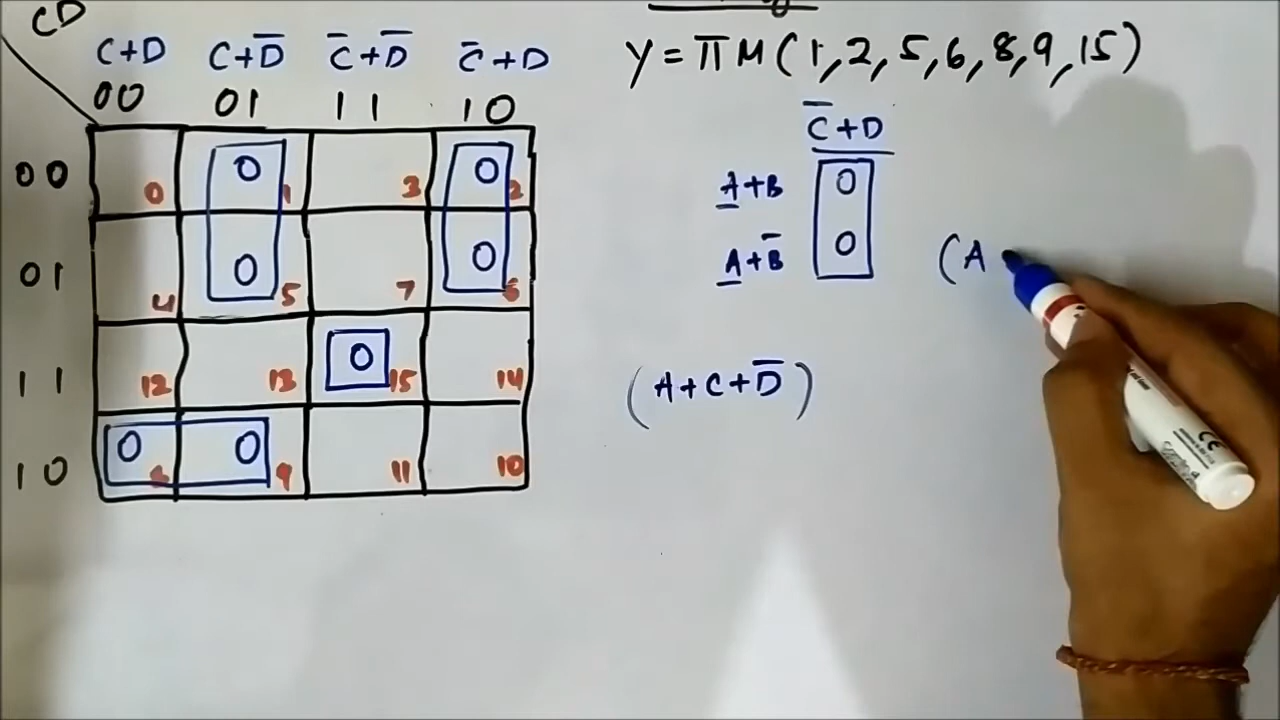 CD
C+D C+D̅ C̅+D̅ C̅+D
00 01 11 10
00 0 0 1 3 0 2
01 4 0 5 7 0 6
11 12 13 0 15 14
10 0 8 0 9 11 10
Y = πM(1,2,5,6,8,9,15)
C̅+D
A+B 0
A+B̅ 0
(A
(A+C+D̅)